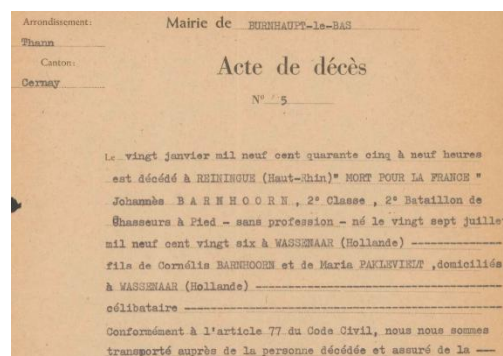 Arrondissement:
Thann
Canton:
Cernay
Mairie de BURNHAUPT-le-BAS
Acte de décès
N° 5
Le vingt janvier mil neuf cent quarante cinq à neuf heures
est décédé à REININGUE (Haut-Rhin)" MORT POUR LA FRANCE "
Johannès B A R N H O O R N , 2° Classe , 2° Bataillon de
Chasseurs à Pied - sans profession - né le vingt sept juillet
mil neuf cent vingt six à WASSENAAR (Hollande) ----------------
fils de Cornélis BARNHOORN et de Maria PAKLEVIELT ,domiciliés
à WASSENAAR (Hollande) ----------------
célibataire ----------------
Conformément à l'article 77 du Code Civil, nous nous sommes
transporté auprès de la personne décédée et assuré de la ---